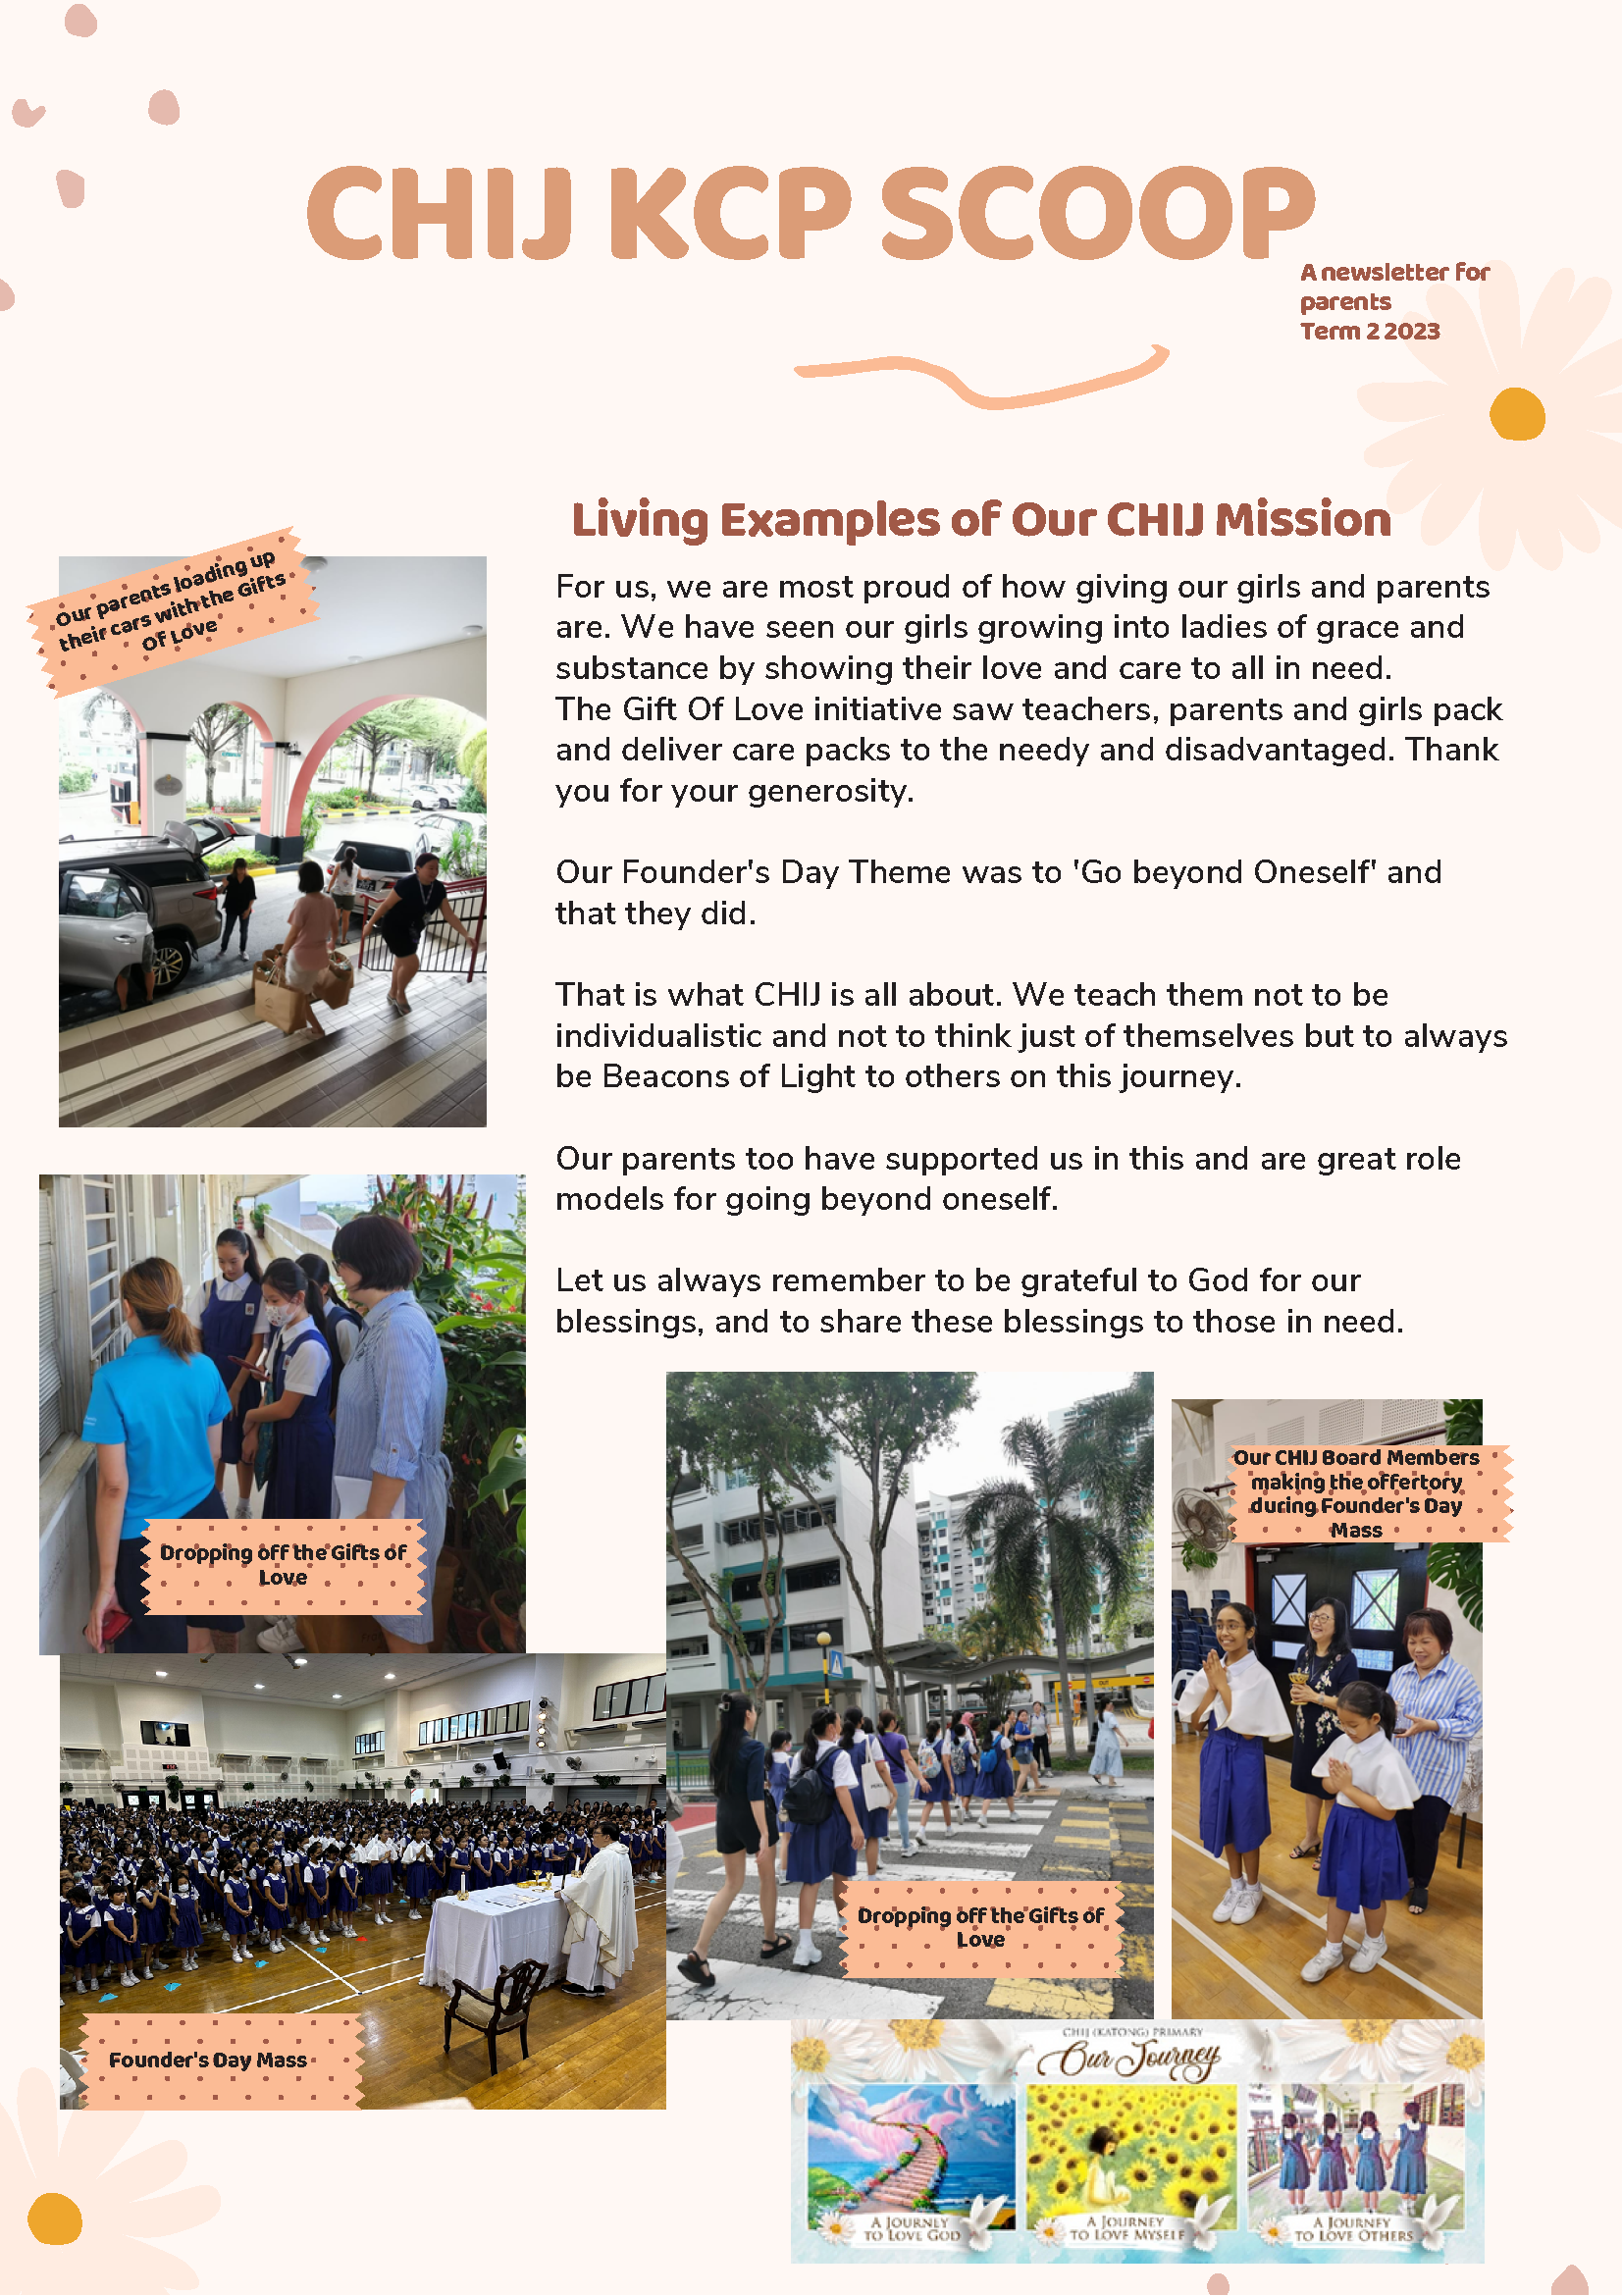 CHIJ KCP SCOOP
A newsletter for
parents
Term 2 2023
Living Examples of Our CHIJ Mission
Our parents loading up
their cars with the Gifts
Of Love
For us, we are most proud of how giving our girls and parents
are. We have seen our girls growing into ladies of grace and
substance by showing their love and care to all in need.
The Gift Of Love initiative saw teachers, parents and girls pack
and deliver care packs to the needy and disadvantaged. Thank
you for your generosity.
Our Founder's Day Theme was to 'Go beyond Oneself' and
that they did.
That is what CHIJ is all about. We teach them not to be
individualistic and not to think just of themselves but to always
be Beacons of Light to others on this journey.
Our parents too have supported us in this and are great role
models for going beyond oneself.
Let us always remember to be grateful to God for our
blessings, and to share these blessings to those in need.
Dropping off the Gifts of
Love
Our CHIJ Board Members
making the offertory
during Founder's Day
Mass
Dropping off the Gifts of
Love
Founder's Day Mass
CHIJ (KATONG) PRIMARY
Our Journey
A JOURNEY
TO LOVE GOD
A JOURNEY
TO LOVE MYSELF
A JOURNEY
TO LOVE OTHERS